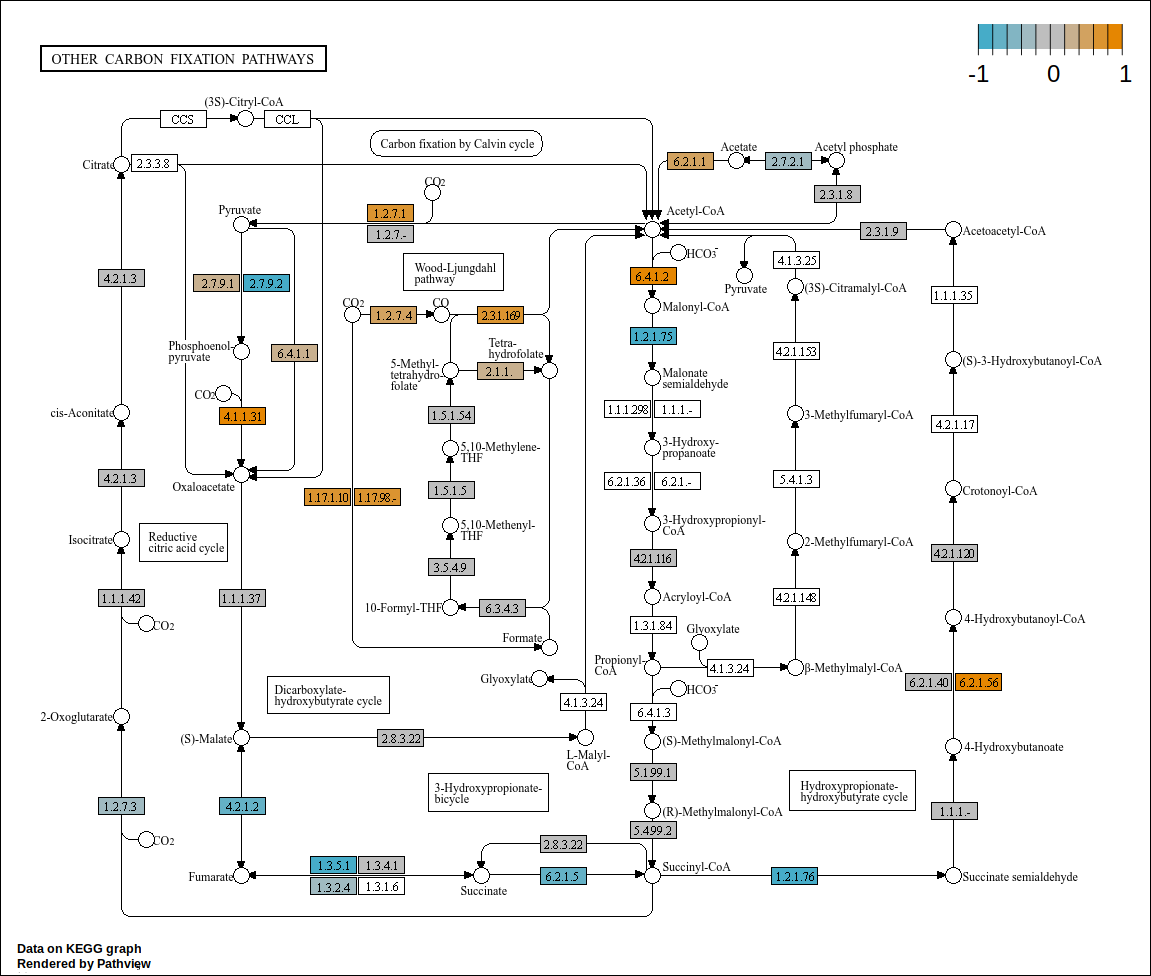 OTHER CARBON FIXATION PATHWAYS
-1 0 1
(3S)-Citryl-CoA
CCS
CCL
Carbon fixation by Calvin cycle
Citrate
2.3.3.8
6.2.1.1
Acetate
2.7.2.1
Acetyl phosphate
CO2
2.3.1.8
Pyruvate
1.2.7.1
1.2.7.-
Acetyl-CoA
2.3.1.9
Acetoacetyl-CoA
HCO3-
4.1.3.25
Wood-Ljungdahl
pathway
4.2.1.3
2.7.9.1
2.7.9.2
6.4.1.2
Pyruvate
(3S)-Citramalyl-CoA
1.1.1.35
CO2
1.2.7.4
CO
2.3.1.169
Malonyl-CoA
1.2.1.75
Phosphoenol-
pyruvate
6.4.1.1
Tetra-
hydrofolate
4.2.1.153
5-Methyl-
tetrahydro-
folate
2.1.1.
(S)-3-Hydroxybutanoyl-CoA
Malonate
semialdehyde
CO2
cis-Aconitate
4.1.1.31
1.5.1.54
1.1.1.298
1.1.1.-
3-Methylfumaryl-CoA
4.2.1.17
5,10-Methylene-
THF
3-Hydroxy-
propanoate
4.2.1.3
Oxaloacetate
1.17.1.10
1.17.98.-
1.5.1.5
6.2.1.36
6.2.1.-
5.4.1.3
Crotonoyl-CoA
Reductive
citric acid cycle
5,10-Methenyl-
THF
3-Hydroxypropionyl-
CoA
Isocitrate
2-Methylfumaryl-CoA
4.2.1.120
3.5.4.9
4.2.1.116
1.1.1.42
1.1.1.37
10-Formyl-THF
6.3.4.3
Acryloyl-CoA
4.2.1.148
4-Hydroxybutanoyl-CoA
CO2
1.3.1.84
Glyoxylate
Formate
Propionyl-
CoA
4.1.3.24
β-Methylmalyl-CoA
Glyoxylate
6.2.1.40
6.2.1.56
Dicarboxylate-
hydroxybutyrate cycle
4.1.3.24
HCO3-
6.4.1.3
2-Oxoglutarate
(S)-Malate
2.8.3.22
L-Malyl-
CoA
(S)-Methylmalonyl-CoA
4-Hydroxybutanoate
5.1.99.1
3-Hydroxypropionate-
bicycle
Hydroxypropionate-
hydroxybutyrate cycle
1.2.7.3
4.2.1.2
(R)-Methylmalonyl-CoA
1.1.1.-
5.4.99.2
CO2
2.8.3.22
Fumarate
1.3.5.1
1.3.4.1
1.3.2.4
1.3.1.6
Succinate
6.2.1.5
Succinyl-CoA
1.2.1.76
Succinate semialdehyde
Data on KEGG graph
Rendered by Pathview